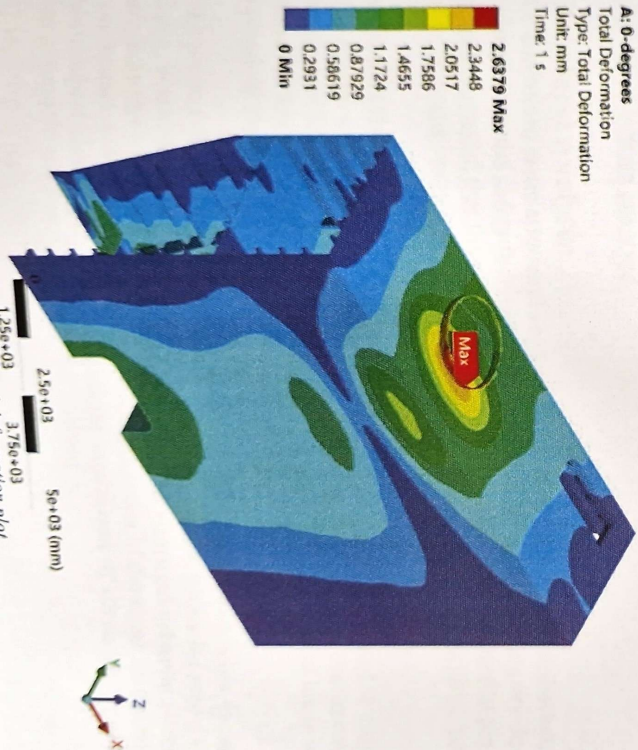 A: 0-degrees
Total Deformation
Type: Total Deformation
Unit: mm
Time: 1 s
2.6379 Max
2.3448
2.0517
1.7586
1.4655
1.1724
0.87929
0.58619
0.2931
0 Min
Max
0
2.5e+03
5e+03 (mm)
1.25e+03
3.75e+03
Z
Y
X
plot